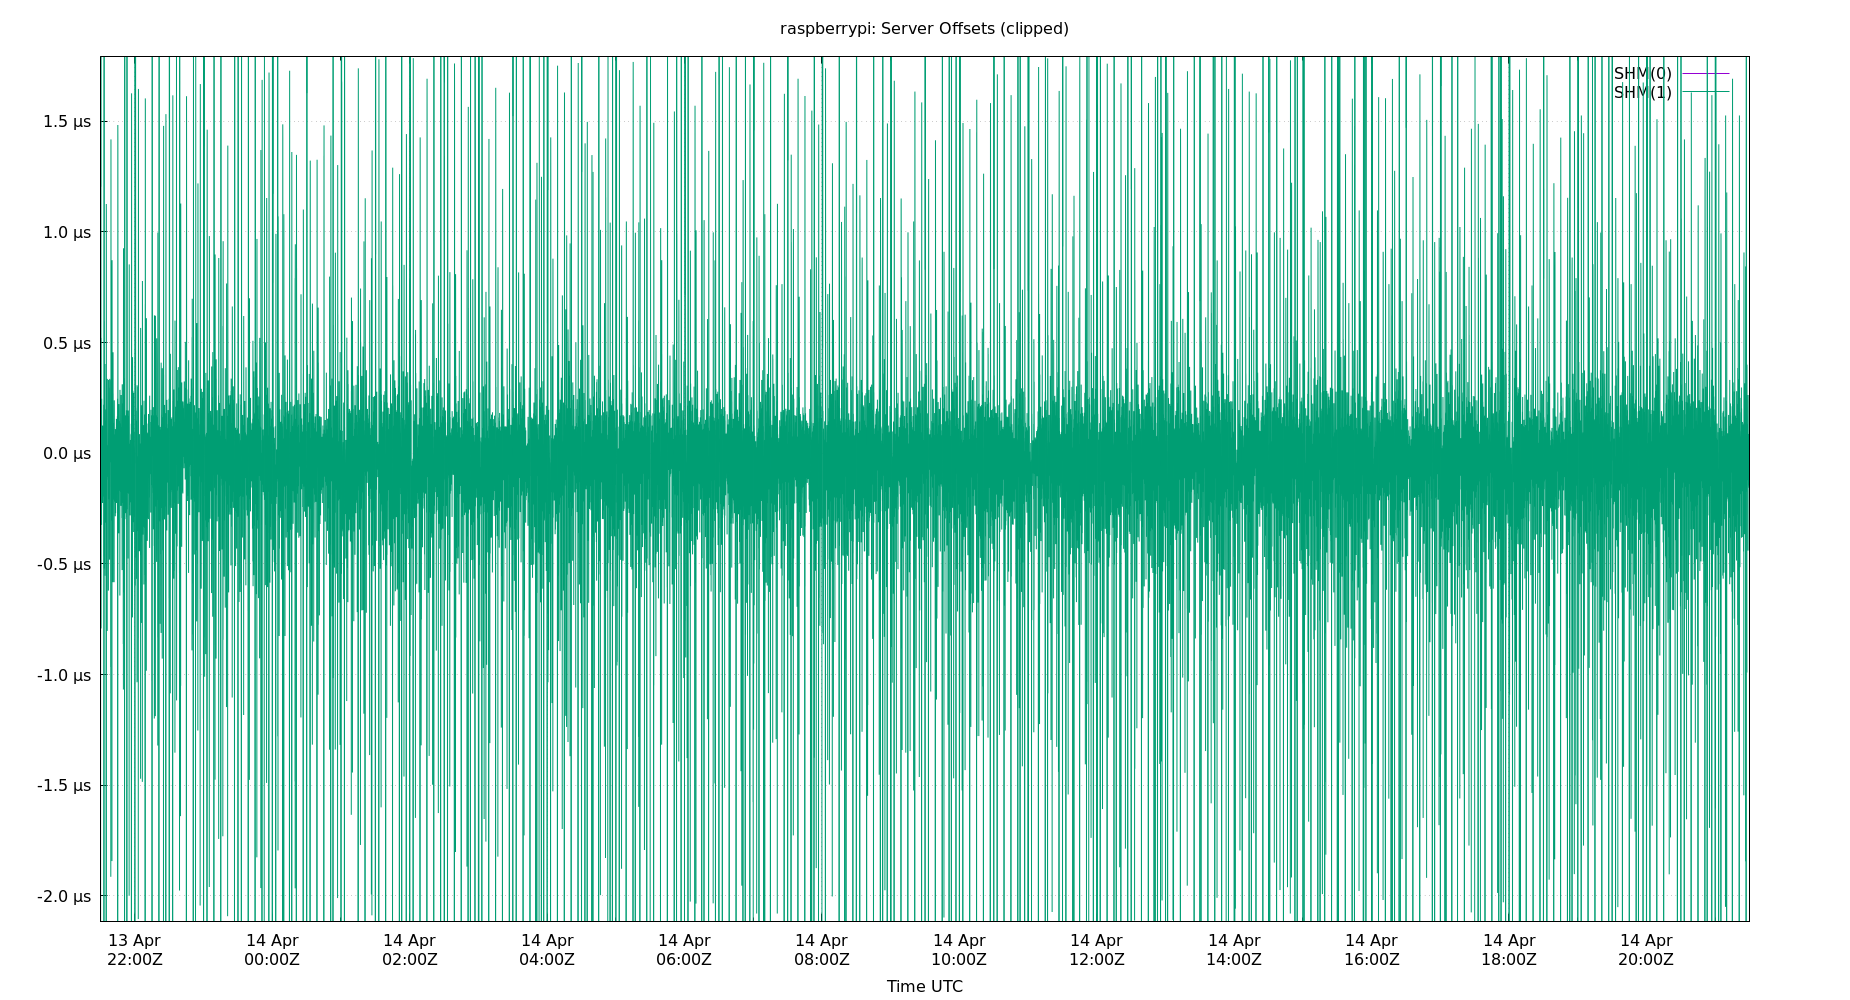 raspberrypi: Server Offsets (clipped)
SHM(0)
SHM(1)
1.5 µs
1.0 µs
0.5 µs
0.0 µs
-0.5 µs
-1.0 µs
-1.5 µs
-2.0 µs
13 Apr 14 Apr 14 Apr 14 Apr 14 Apr 14 Apr 14 Apr 14 Apr 14 Apr 14 Apr 14 Apr 14 Apr
22:00Z 00:00Z 02:00Z 04:00Z 06:00Z 08:00Z 10:00Z 12:00Z 14:00Z 16:00Z 18:00Z 20:00Z
Time UTC